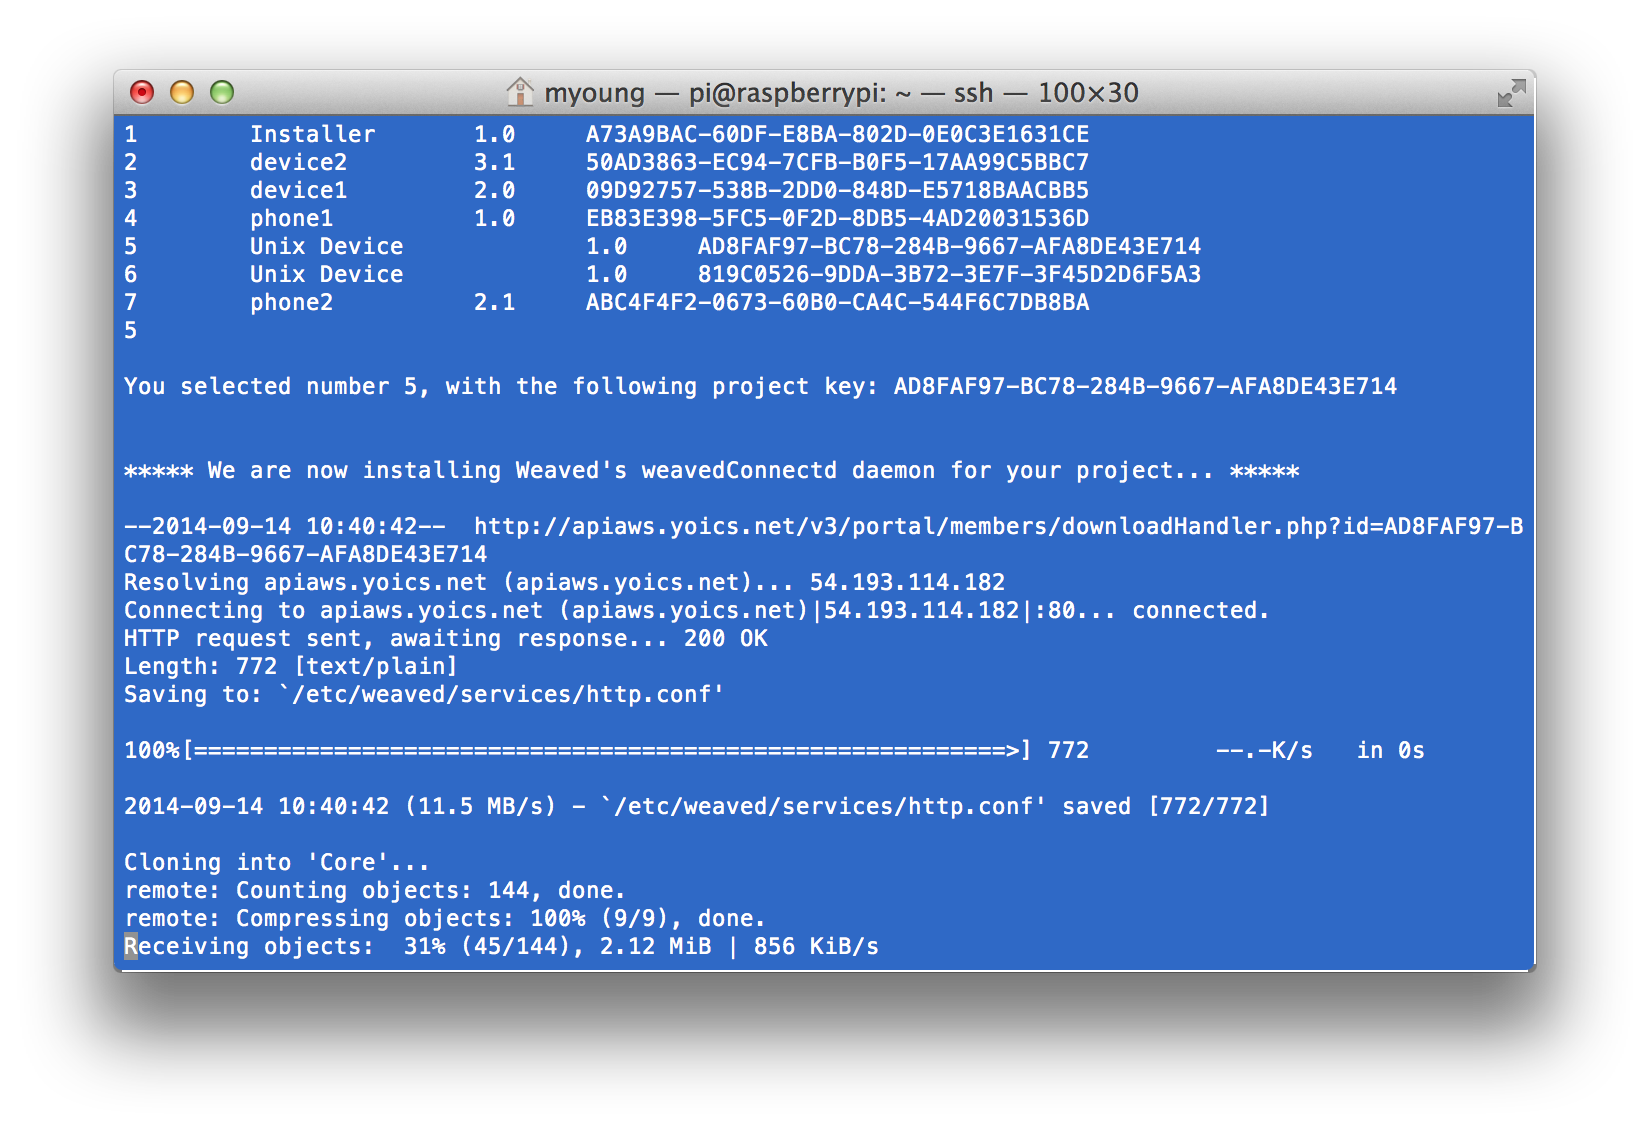 myoung — pi@raspberrypi: ~ — ssh — 100×30
1 Installer 1.0 A73A9BAC-60DF-E8BA-802D-0E0C3E1631CE
2 device2 3.1 50AD3863-EC94-7CFB-B0F5-17AA99C5BBC7
3 device1 2.0 09D92757-538B-2DD0-848D-E5718BAACBB5
4 phone1 1.0 EB83E398-5FC5-0F2D-8DB5-4AD20031536D
5 Unix Device 1.0 AD8FAF97-BC78-284B-9667-AFA8DE43E714
6 Unix Device 1.0 819C0526-9DDA-3B72-3E7F-3F45D2D6F5A3
7 phone2 2.1 ABC4F4F2-0673-60B0-CA4C-544F6C7DB8BA
5
You selected number 5, with the following project key: AD8FAF97-BC78-284B-9667-AFA8DE43E714
***** We are now installing Weaved's weavedConnectd daemon for your project... *****
--2014-09-14 10:40:42-- http://apiaws.yoics.net/v3/portal/members/downloadHandler.php?id=AD8FAF97-B
C78-284B-9667-AFA8DE43E714
Resolving apiaws.yoics.net (apiaws.yoics.net)... 54.193.114.182
Connecting to apiaws.yoics.net (apiaws.yoics.net)|54.193.114.182|:80... connected.
HTTP request sent, awaiting response... 200 OK
Length: 772 [text/plain]
Saving to: `/etc/weaved/services/http.conf'
100%[==========================================================>] 772 --.-K/s in 0s
2014-09-14 10:40:42 (11.5 MB/s) - `/etc/weaved/services/http.conf' saved [772/772]
Cloning into 'Core'...
remote: Counting objects: 144, done.
remote: Compressing objects: 100% (9/9), done.
Receiving objects: 31% (45/144), 2.12 MiB | 856 KiB/s